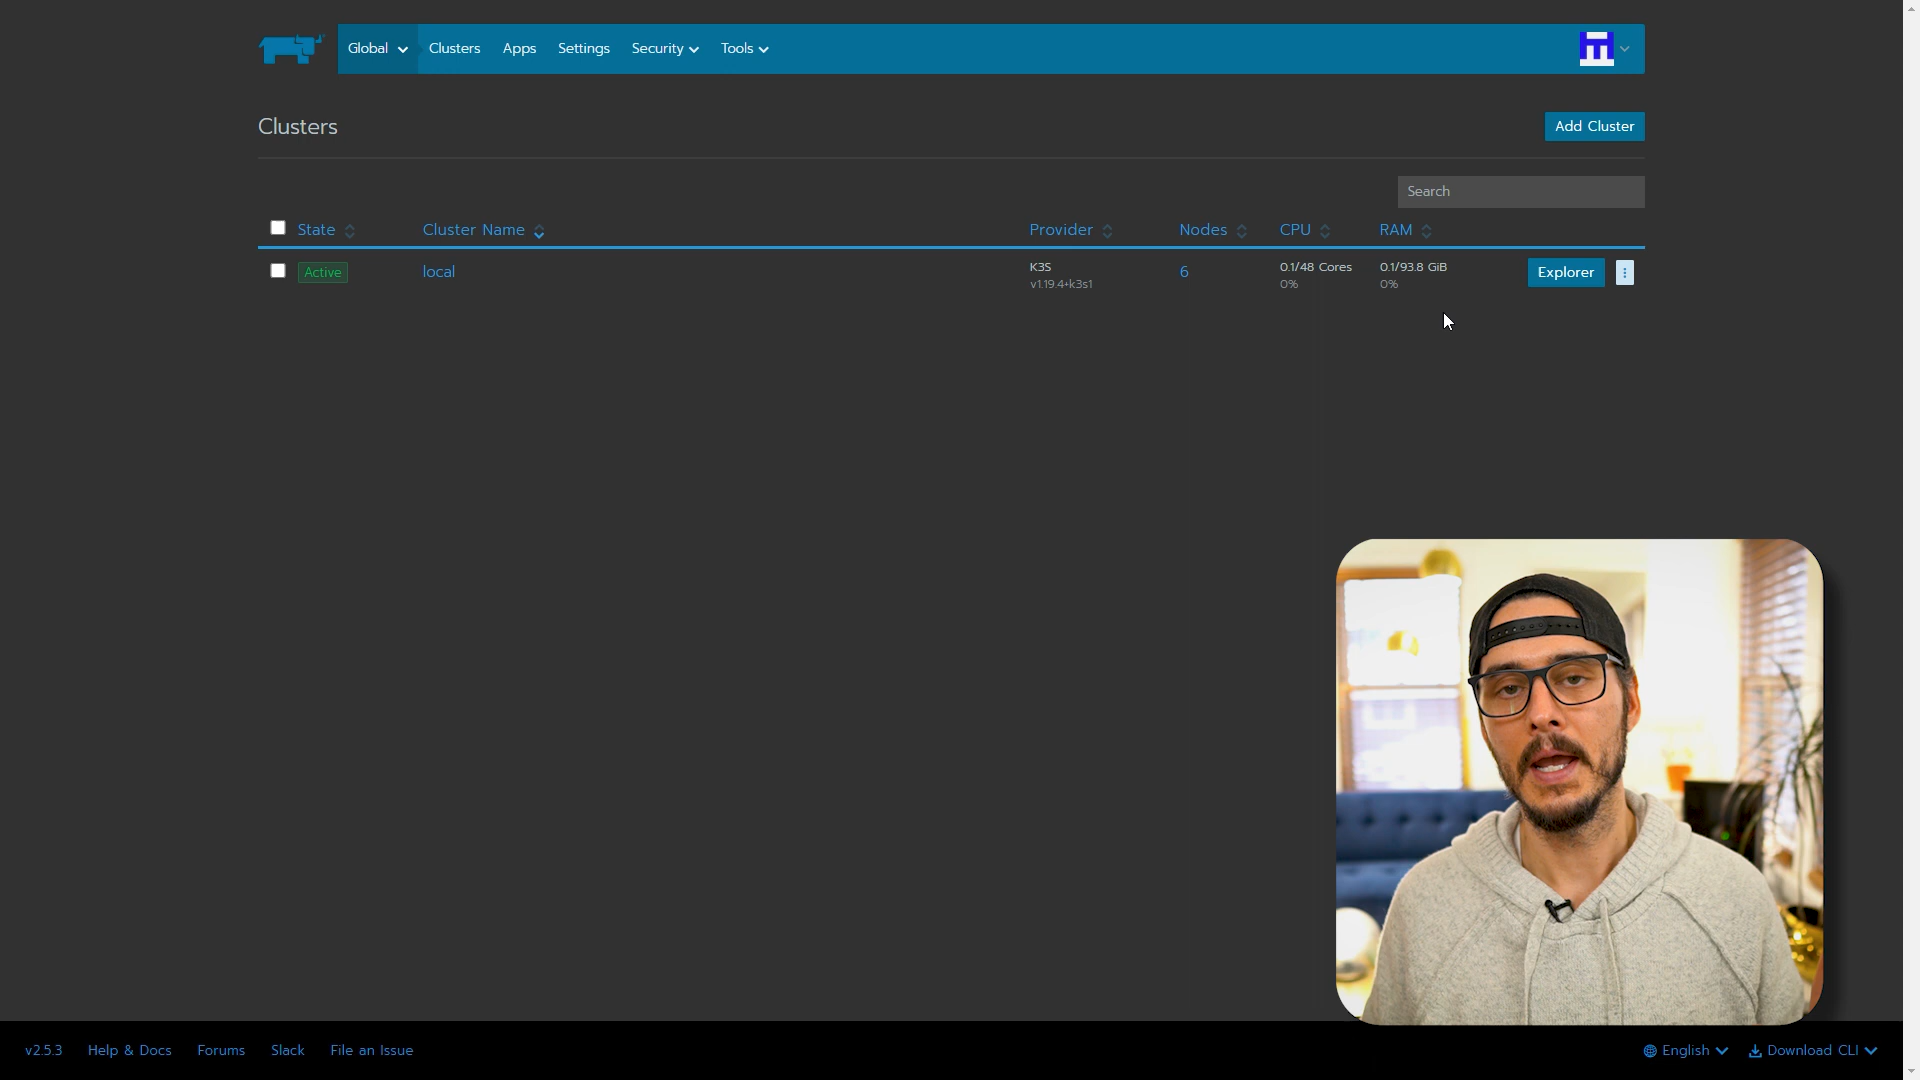 Global Clusters Apps Settings Security Tools
Clusters
Add Cluster
Search
State Cluster Name Provider Nodes CPU RAM
Active local K3S 6 0.1/48 Cores 0.1/93.8 GiB Explorer
v1.19.4+k3s1 0% 0%
v2.5.3 Help & Docs Forums Slack File an Issue English Download CLI